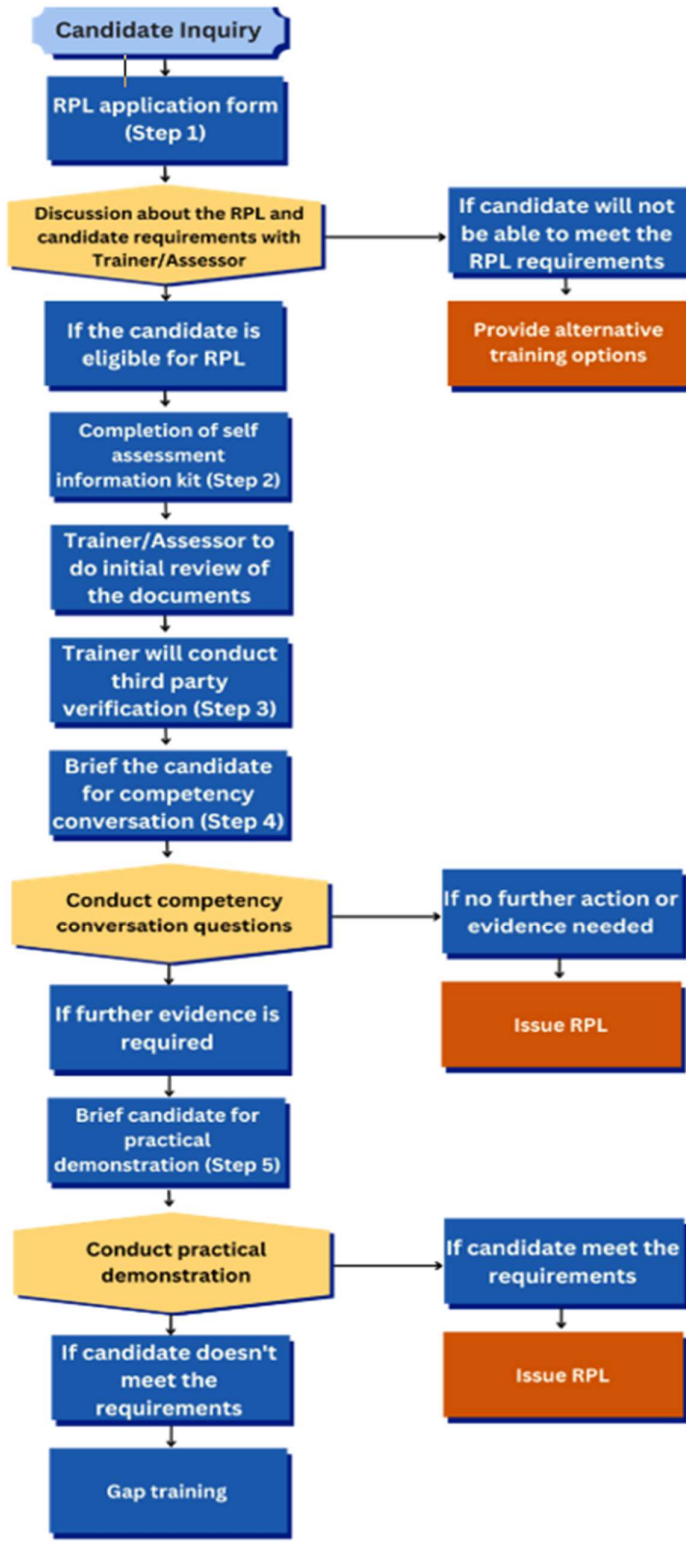 Candidate Inquiry
RPL application form
(Step 1)
Discussion about the RPL and
candidate requirements with
Trainer/Assessor
If candidate will not
be able to meet the
RPL requirements
If the candidate is
eligible for RPL
Provide alternative
training options
Completion of self
assessment
information kit (Step 2)
Trainer/Assessor to
do initial review of
the documents
Trainer will conduct
third party
verification (Step 3)
Brief the candidate
for competency
conversation (Step 4)
Conduct competency
conversation questions
If no further action or
evidence needed
If further evidence is
required
Issue RPL
Brief candidate for
practical
demonstration (Step 5)
Conduct practical
demonstration
If candidate meet the
requirements
If candidate doesn't
meet the
requirements
Issue RPL
Gap training